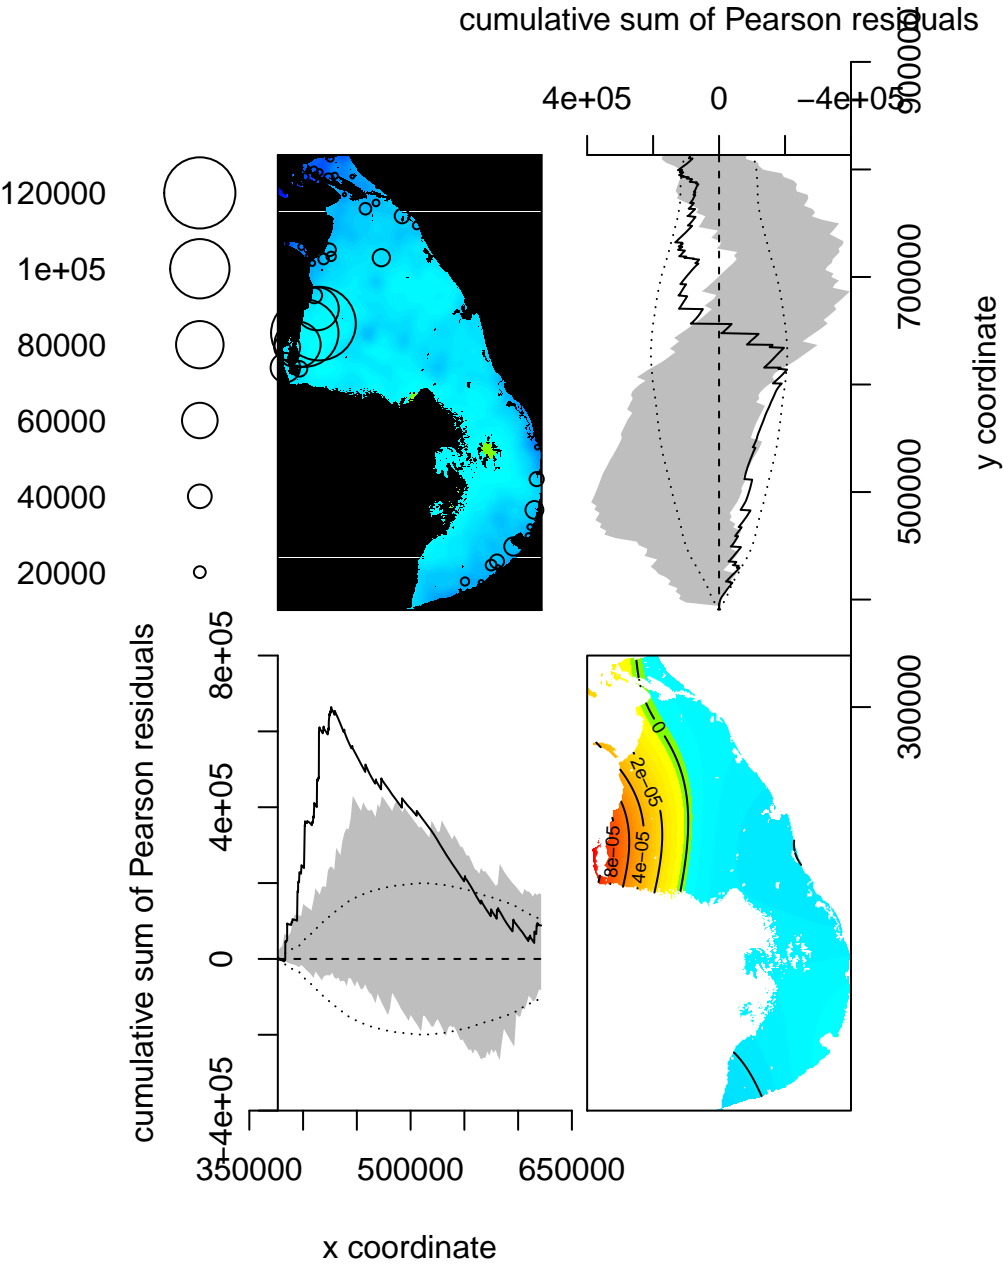 cumulative sum of Pearson residuals
4e+05 0 −4e+05
900000
700000
500000
300000
y coordinate
120000
1e+05
80000
60000
40000
20000
cumulative sum of Pearson residuals
8e+05
4e+05
0
−4e+05
350000 500000 650000
x coordinate
0
2e−05
4e−05
8e−05